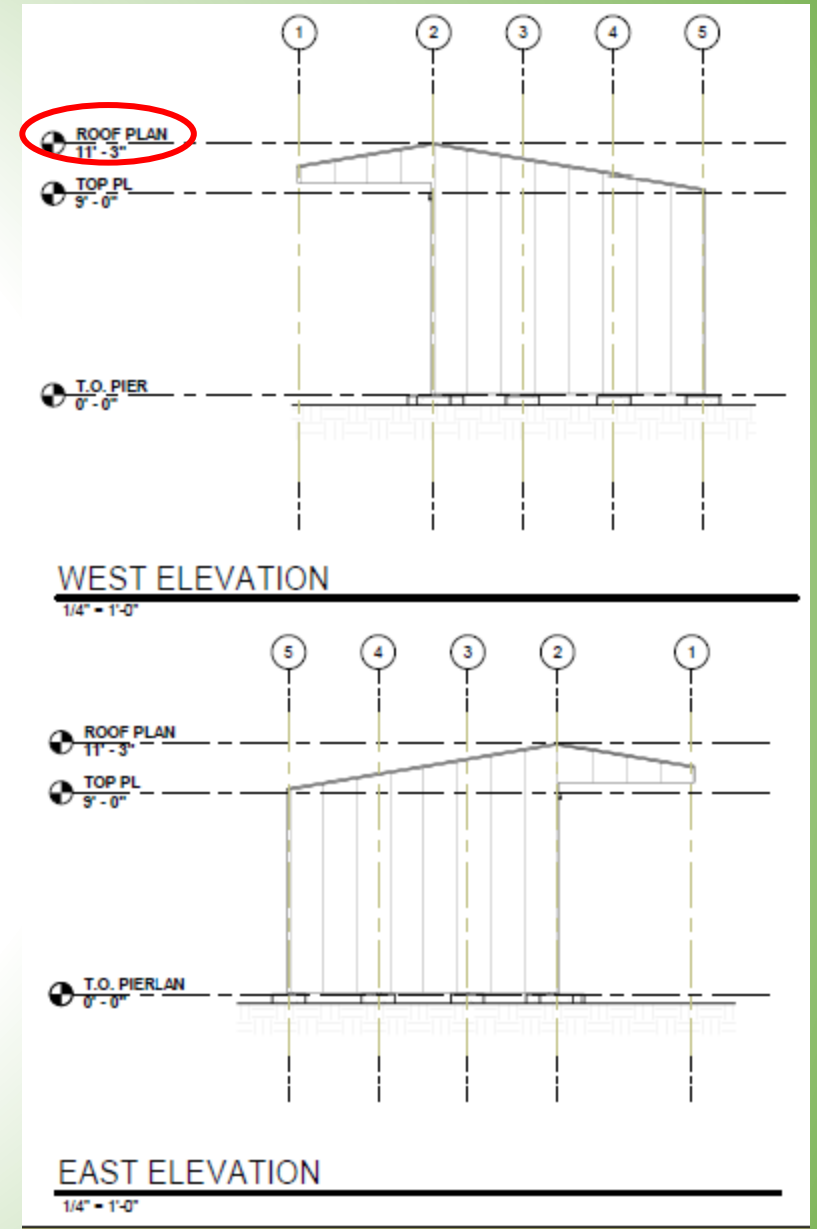 1 2 3 4 5
ROOF PLAN
11' - 3"
TOP PL
9' - 0"
T.O. PIER
0' - 0"
WEST ELEVATION
1/4" = 1'-0"
5 4 3 2 1
ROOF PLAN
11' - 3"
TOP PL
9' - 0"
T.O. PIERLAN
0' - 0"
EAST ELEVATION
1/4" = 1'-0"